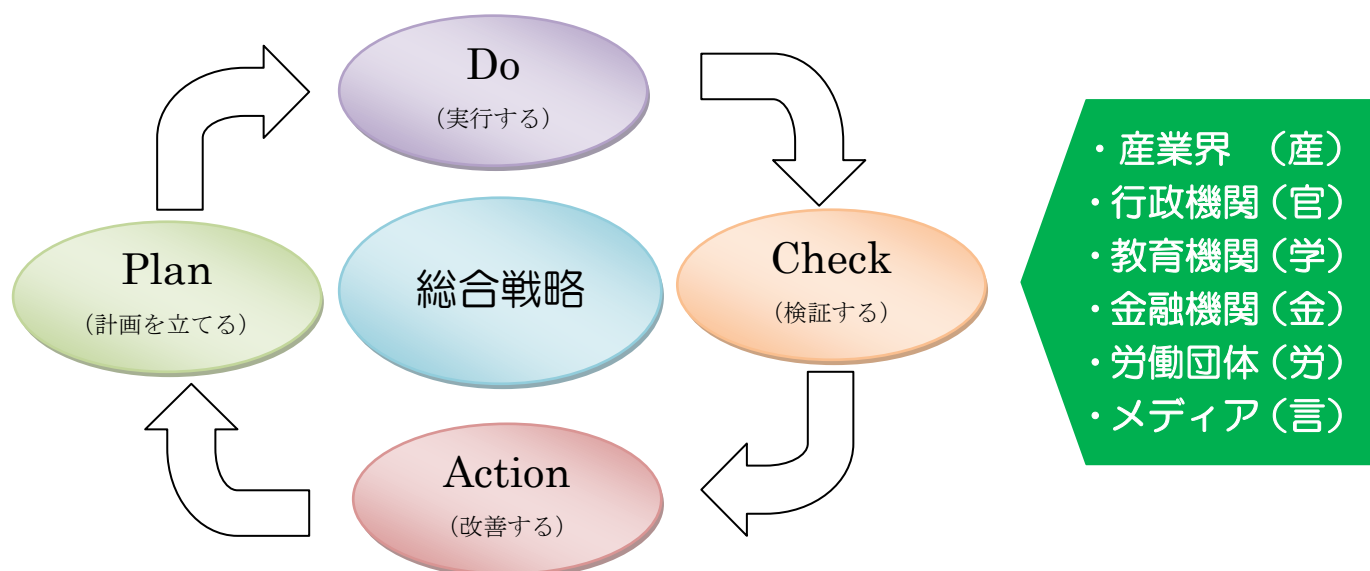 Do
（実行する）
Plan
（計画を立てる）
総合戦略
Check
（検証する）
Action
（改善する）
・産業界　（産）
・行政機関（官）
・教育機関（学）
・金融機関（金）
・労働団体（労）
・メディア（言）